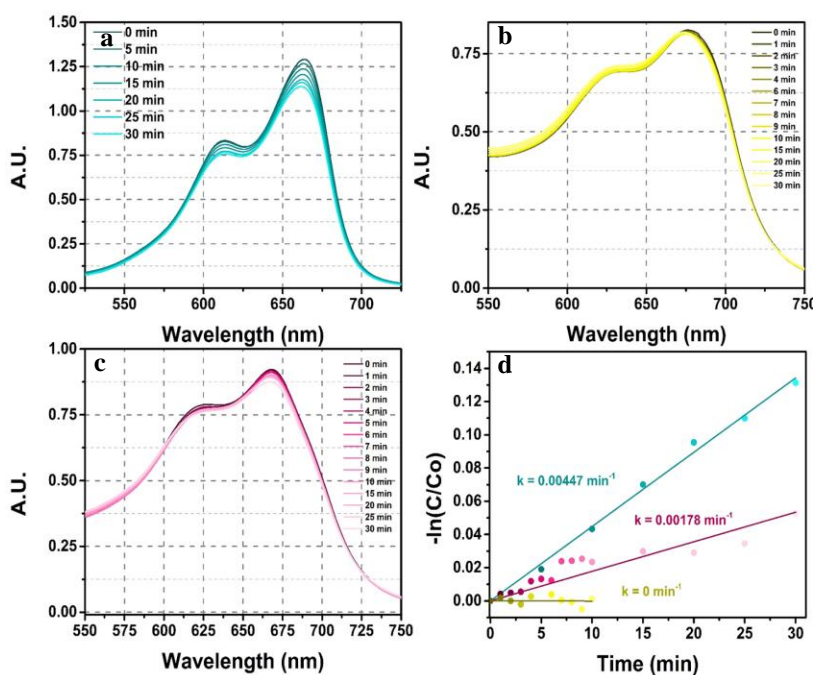 a
1.50
1.25
1.00
0.75
0.50
0.25
0.00
A.U.
0 min
5 min
10 min
15 min
20 min
25 min
30 min
550
600
650
700
Wavelength (nm)
b
0.75
0.50
0.25
0.00
A.U.
0 min
1 min
2 min
3 min
4 min
6 min
7 min
8 min
9 min
10 min
15 min
20 min
25 min
30 min
550
600
650
700
750
Wavelength (nm)
c
1.00
0.75
0.50
0.25
0.00
A.U.
0 min
1 min
2 min
3 min
4 min
5 min
6 min
7 min
8 min
9 min
10 min
15 min
20 min
25 min
30 min
550
575
600
625
650
675
700
725
750
Wavelength (nm)
d
0.14
0.12
0.10
0.08
0.06
0.04
0.02
0.00
-ln(C/Co)
k = 0.00447 min⁻¹
k = 0.00178 min⁻¹
k = 0 min⁻¹
0
5
10
15
20
25
30
Time (min)